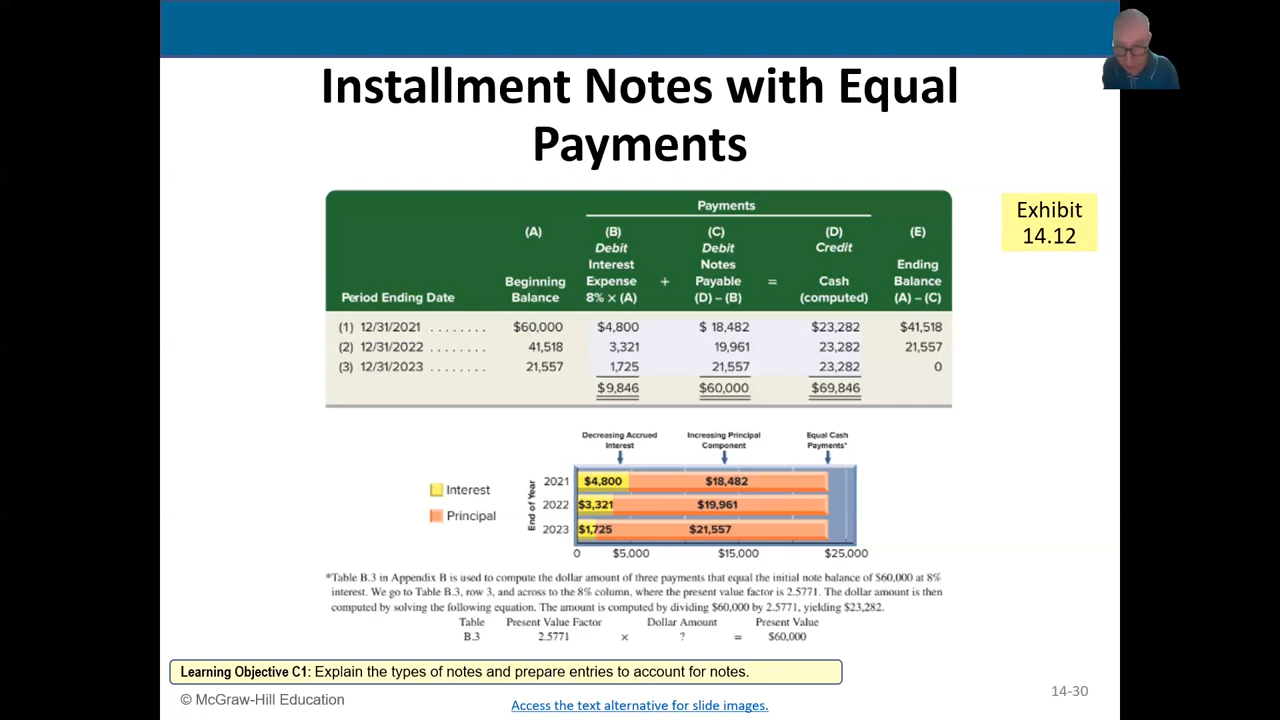 Installment Notes with Equal
Payments
Exhibit
14.12
Payments
(A) (B) (C) (D) (E)
Debit Debit Credit
Interest Notes Ending
Beginning Expense + Payable = Cash Balance
Period Ending Date Balance 8% × (A) (D) – (B) (computed) (A) – (C)
(1) 12/31/2021 ........ $60,000 $4,800 $ 18,482 $23,282 $41,518
(2) 12/31/2022 ........ 41,518 3,321 19,961 23,282 21,557
(3) 12/31/2023 ........ 21,557 1,725 21,557 23,282 0
$9,846 $60,000 $69,846
Decreasing Accrued Increasing Principal Equal Cash
Interest Component Payments*
Interest
Principal
End of Year
2021 $4,800 $18,482
2022 $3,321 $19,961
2023 $1,725 $21,557
0 $5,000 $15,000 $25,000
*Table B.3 in Appendix B is used to compute the dollar amount of three payments that equal the initial note balance of $60,000 at 8%
interest. We go to Table B.3, row 3, and across to the 8% column, where the present value factor is 2.5771. The dollar amount is then
computed by solving the following equation. The amount is computed by dividing $60,000 by 2.5771, yielding $23,282.
Table Present Value Factor Dollar Amount Present Value
B.3 2.5771 × ? = $60,000
Learning Objective C1: Explain the types of notes and prepare entries to account for notes.
© McGraw-Hill Education
Access the text alternative for slide images.
14-30